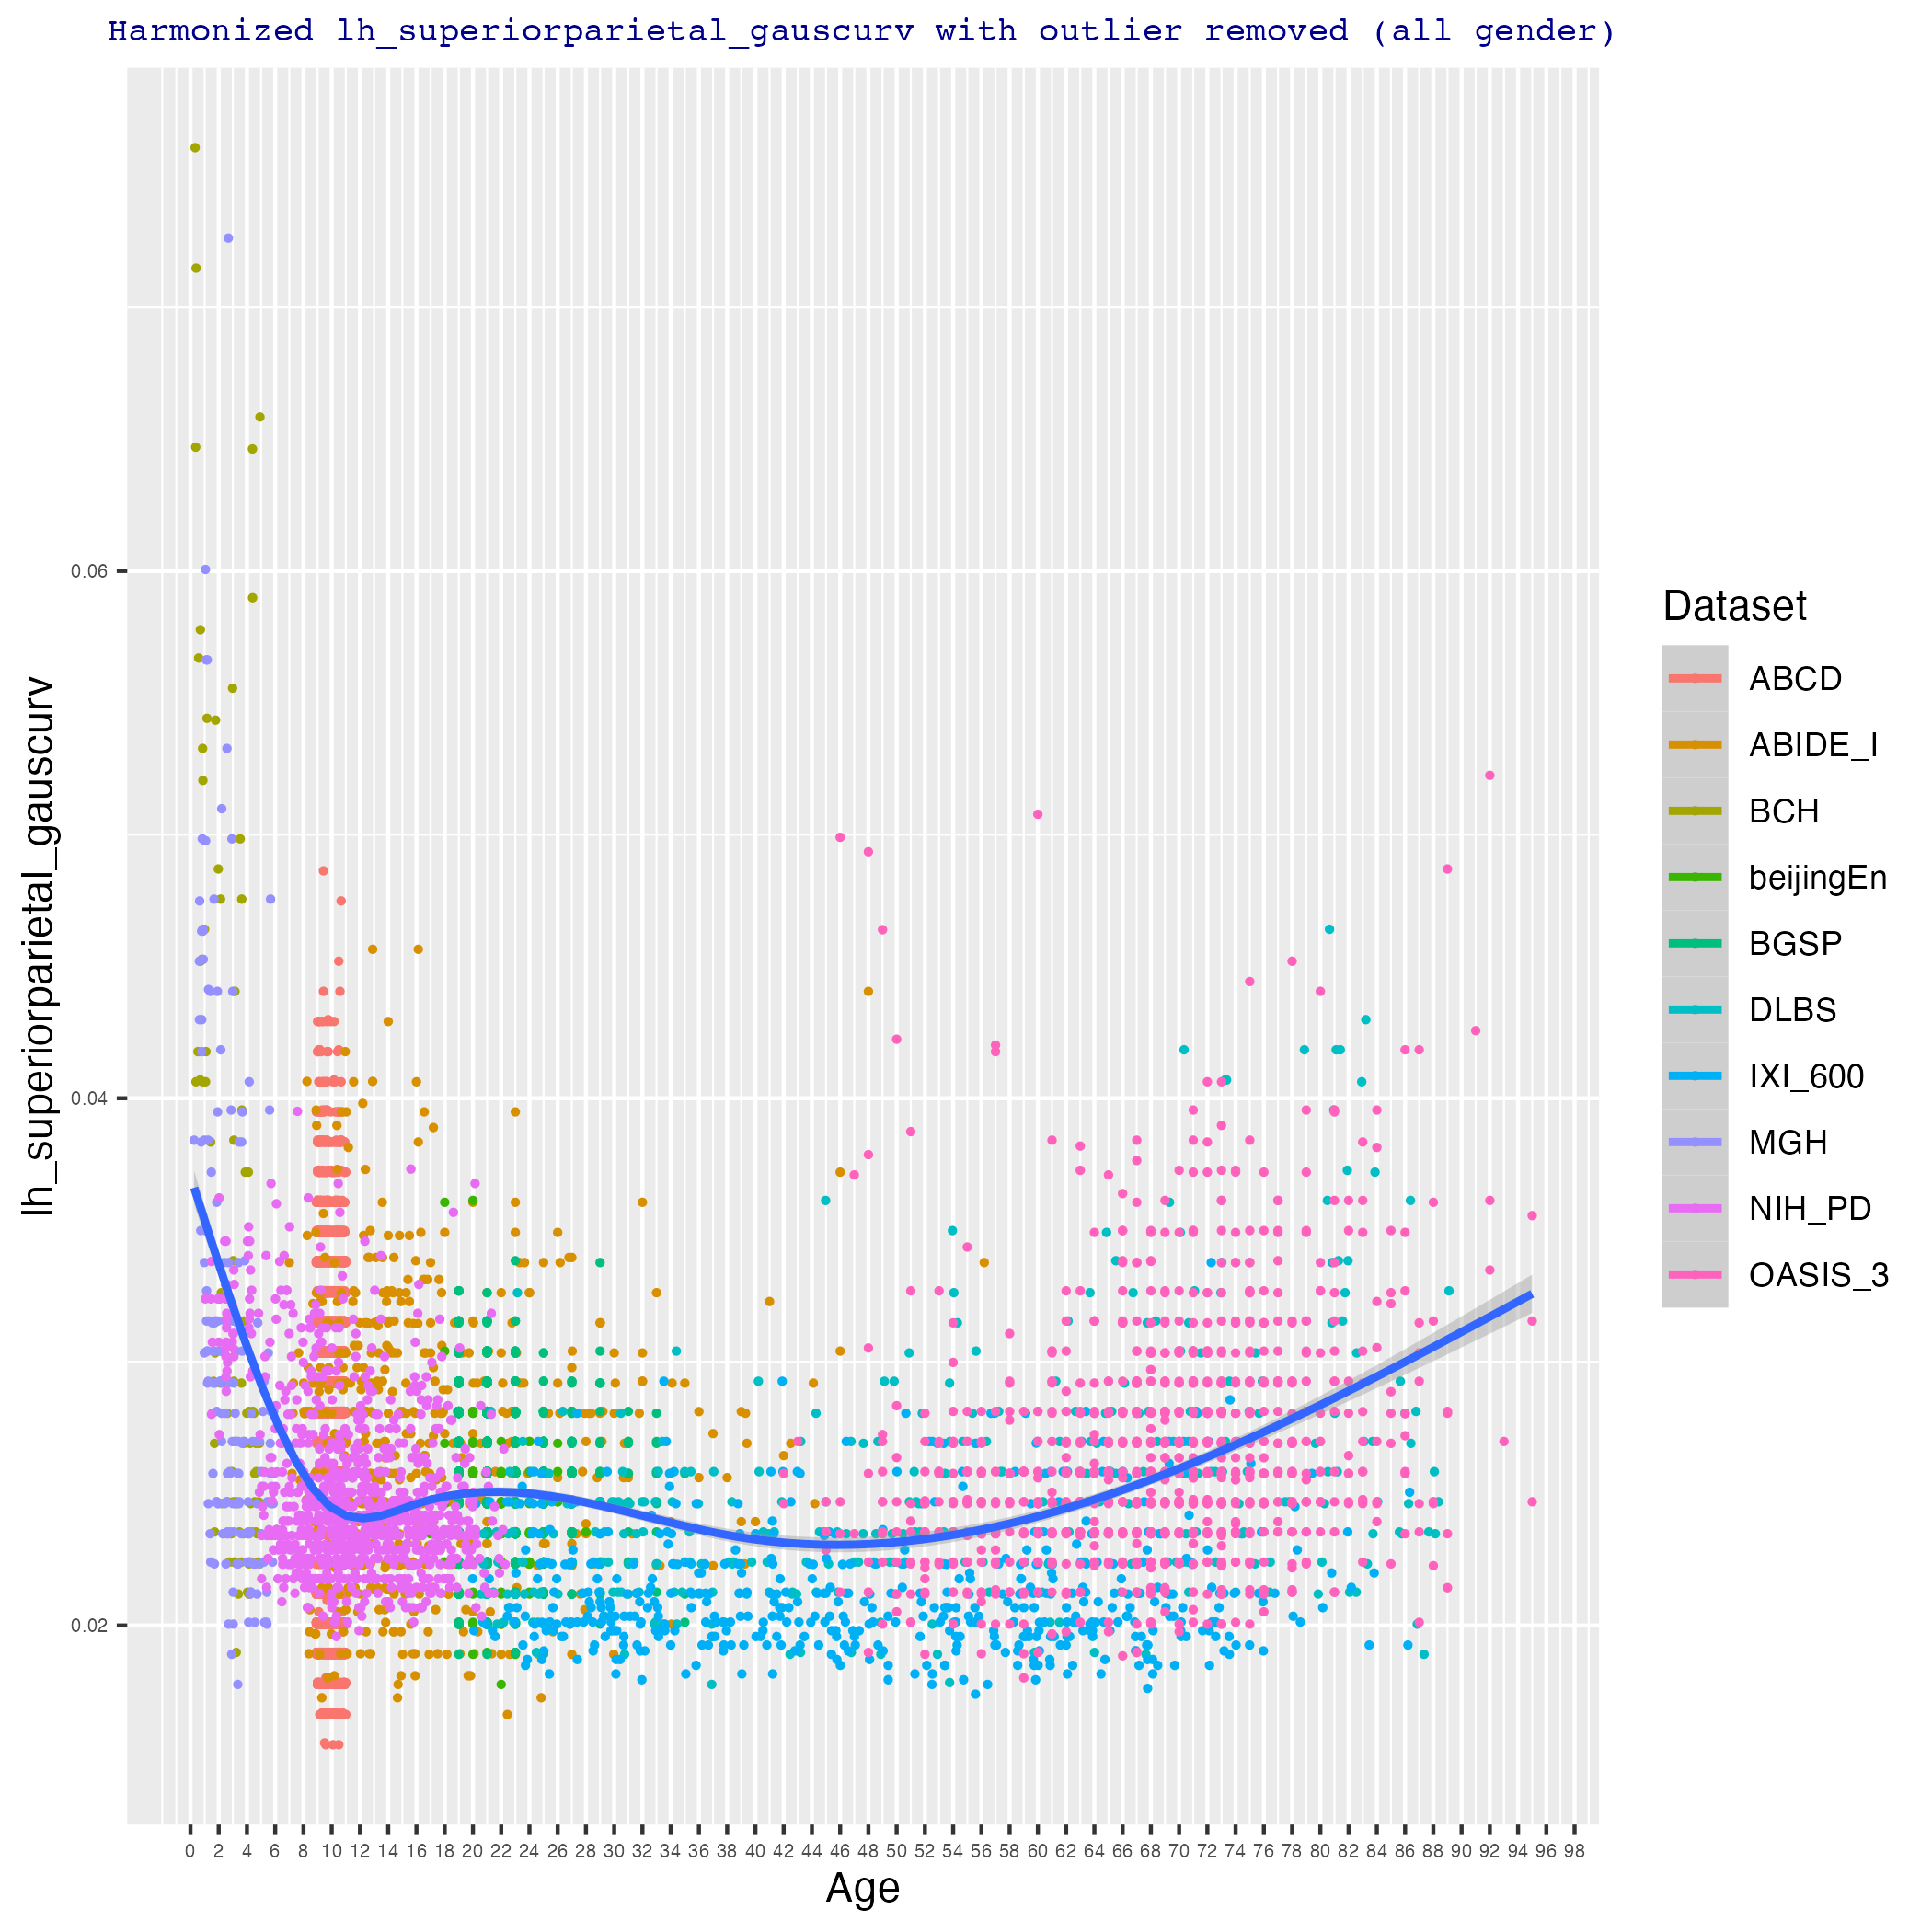 Harmonized lh_superiorparietal_gauscurv with outlier removed (all gender)
lh_superiorparietal_gauscurv
0.06
0.04
0.02
0 2 4 6 8 10 12 14 16 18 20 22 24 26 28 30 32 34 36 38 40 42 44 46 48 50 52 54 56 58 60 62 64 66 68 70 72 74 76 78 80 82 84 86 88 90 92 94 96 98
Age
Dataset
ABCD
ABIDE_I
BCH
beijingEn
BGSP
DLBS
IXI_600
MGH
NIH_PD
OASIS_3